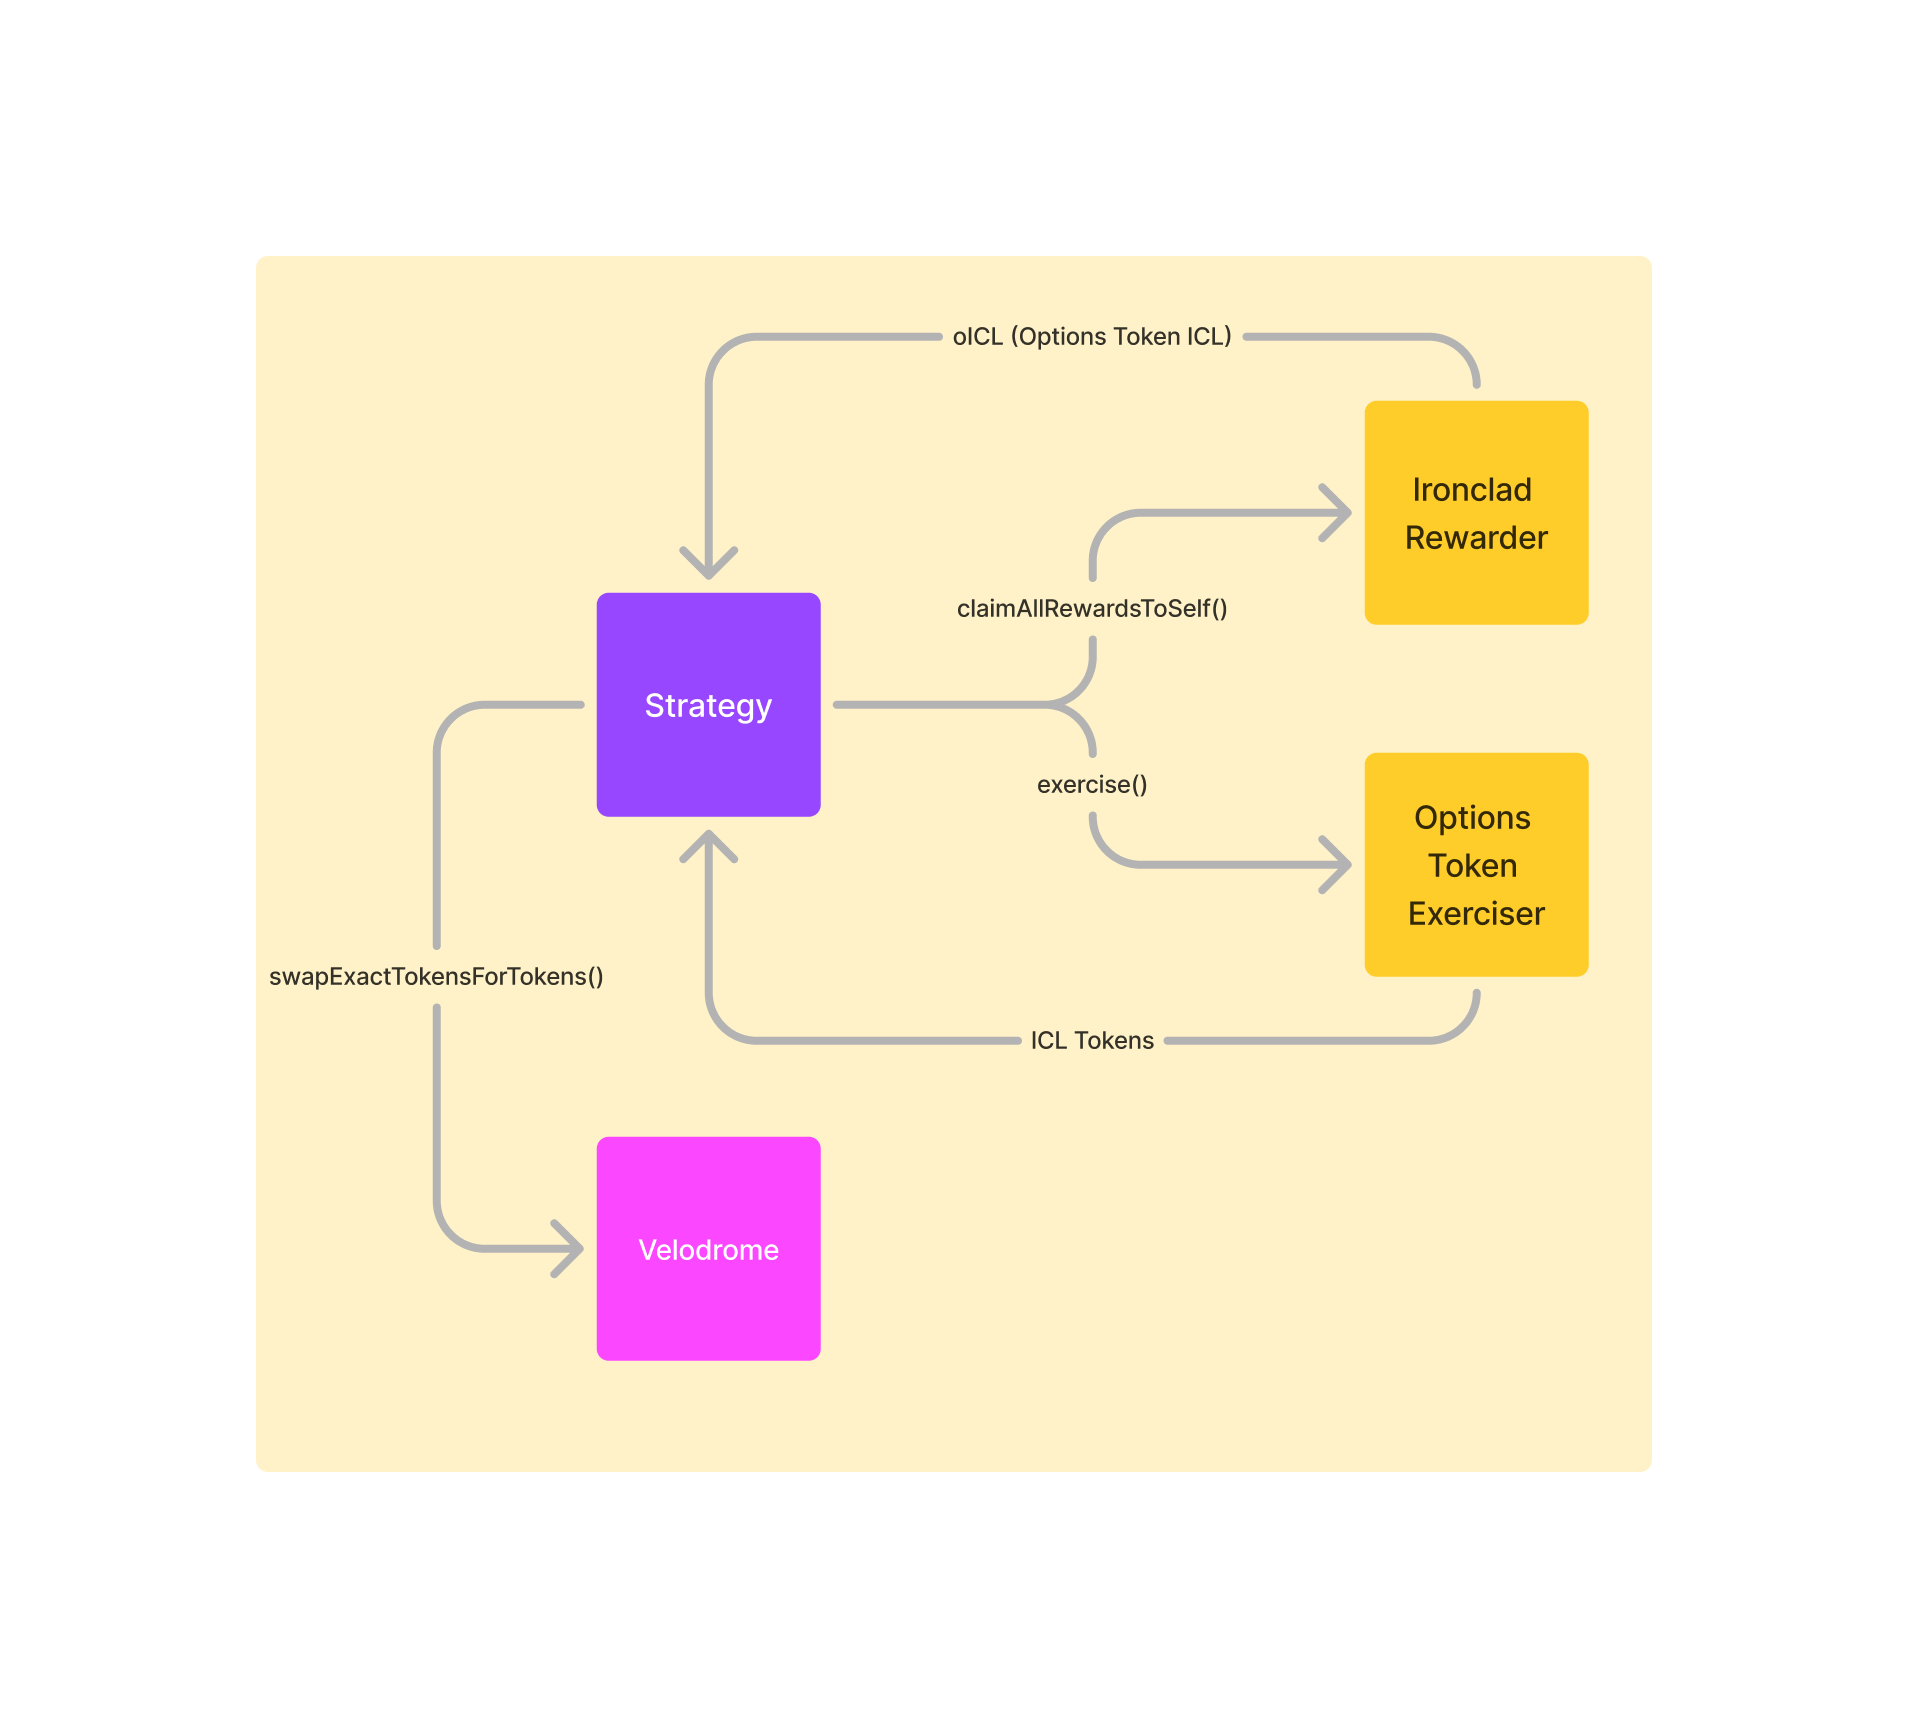 oICL (Options Token ICL)
Ironclad
Rewarder
claimAllRewardsToSelf()
Strategy
exercise()
Options
Token
Exerciser
swapExactTokensForTokens()
ICL Tokens
Velodrome